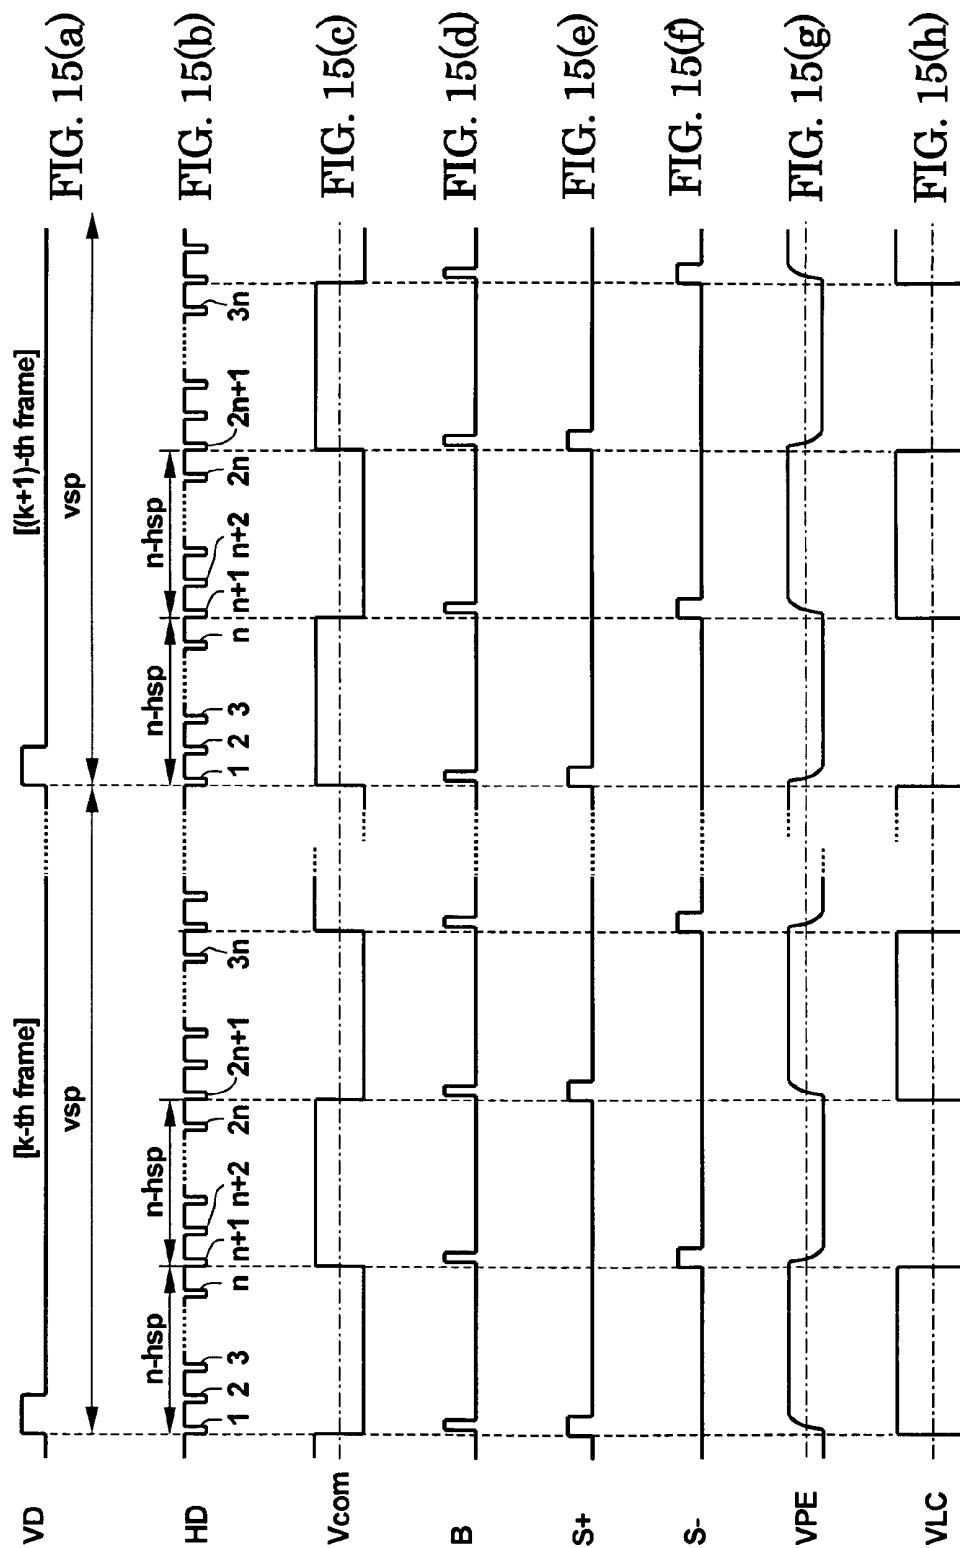 [k-th frame]
[(k+1)-th frame]
VD
FIG. 15(a)
vsp
vsp
n-hsp
n-hsp
n-hsp
n-hsp
HD
FIG. 15(b)
1 2 3 n n+1 n+2 2n 2n+1 3n
1 2 3 n n+1 n+2 2n 2n+1 3n
Vcom
FIG. 15(c)
B
FIG. 15(d)
S+
FIG. 15(e)
S-
FIG. 15(f)
VPE
FIG. 15(g)
VLC
FIG. 15(h)